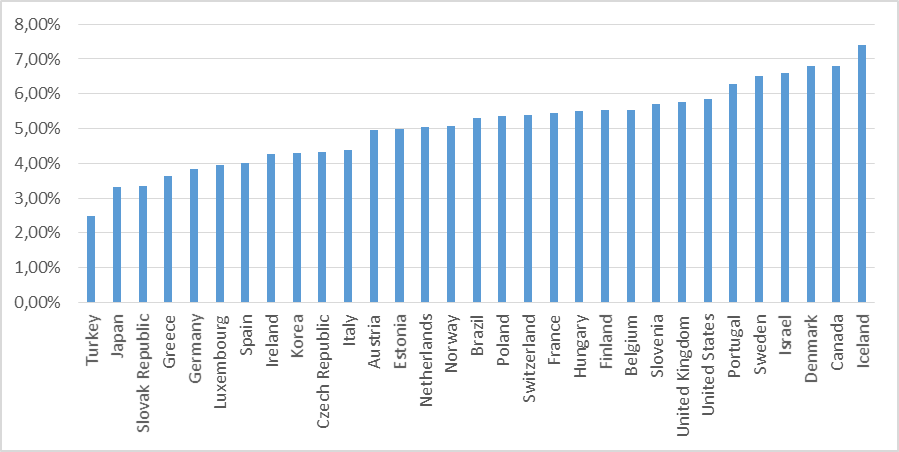 8,00%
7,00%
6,00%
5,00%
4,00%
3,00%
2,00%
1,00%
0,00%
Turkey
Japan
Slovak Republic
Greece
Germany
Luxembourg
Spain
Ireland
Korea
Czech Republic
Italy
Austria
Estonia
Netherlands
Norway
Brazil
Poland
Switzerland
France
Hungary
Finland
Belgium
Slovenia
United Kingdom
United States
Portugal
Sweden
Israel
Denmark
Canada
Iceland